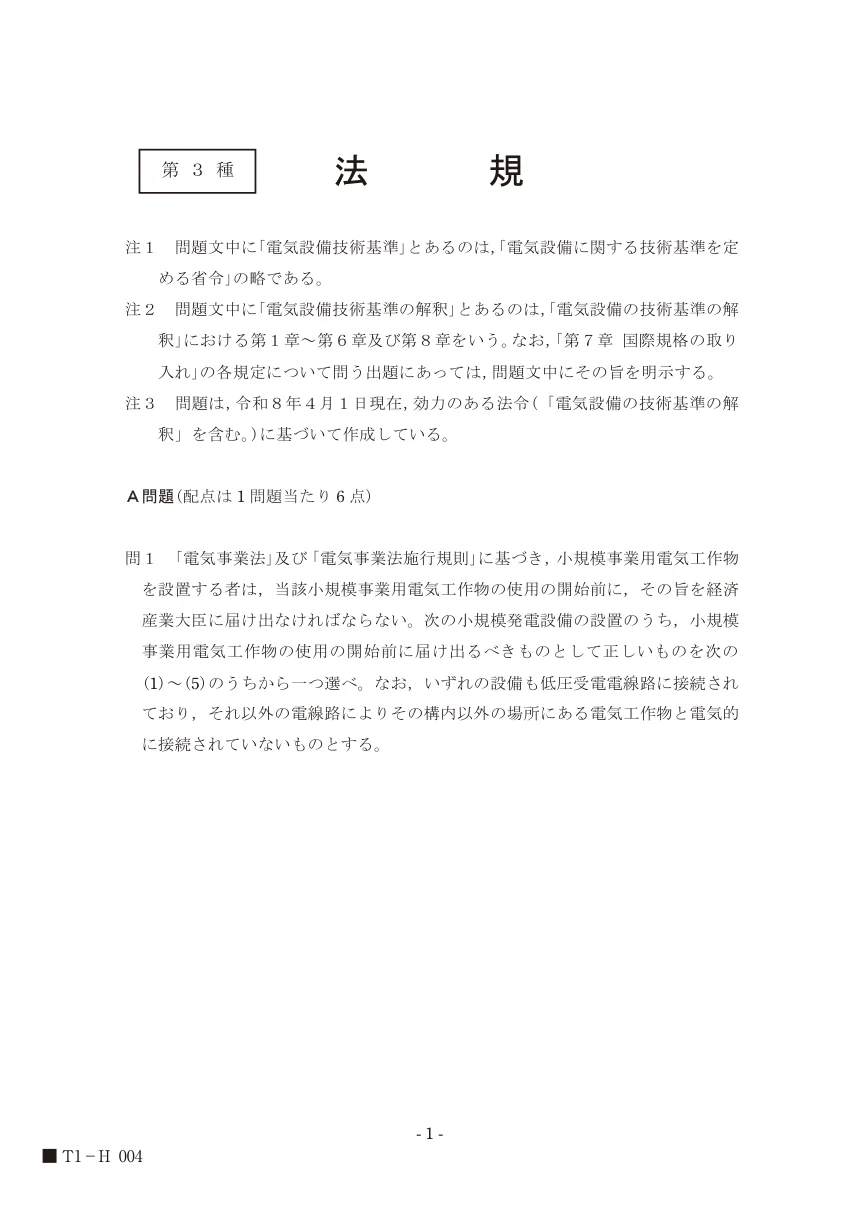 第 3 種
法 規
注1 問題文中に「電気設備技術基準」とあるのは,「電気設備に関する技術基準を定
める省令」の略である。
注2 問題文中に「電気設備技術基準の解釈」とあるのは,「電気設備の技術基準の解
釈」における第1章~第6章及び第8章をいう。なお,「第7章 国際規格の取り
入れ」の各規定について問う出題にあっては,問題文中にその旨を明示する。
注3 問題は,令和8年4月1日現在,効力のある法令(「電気設備の技術基準の解
釈」を含む。)に基づいて作成している。
A問題(配点は1問題当たり6点)
問1 「電気事業法」及び「電気事業法施行規則」に基づき,小規模事業用電気工作物
を設置する者は,当該小規模事業用電気工作物の使用の開始前に,その旨を経済
産業大臣に届け出なければならない。次の小規模発電設備の設置のうち,小規模
事業用電気工作物の使用の開始前に届け出るべきものとして正しいものを次の
(1)~(5)のうちから一つ選べ。なお,いずれの設備も低圧受電電線路に接続され
ており,それ以外の電線路によりその構内以外の場所にある電気工作物と電気的
に接続されていないものとする。
- 1 -
■ T1-H 004